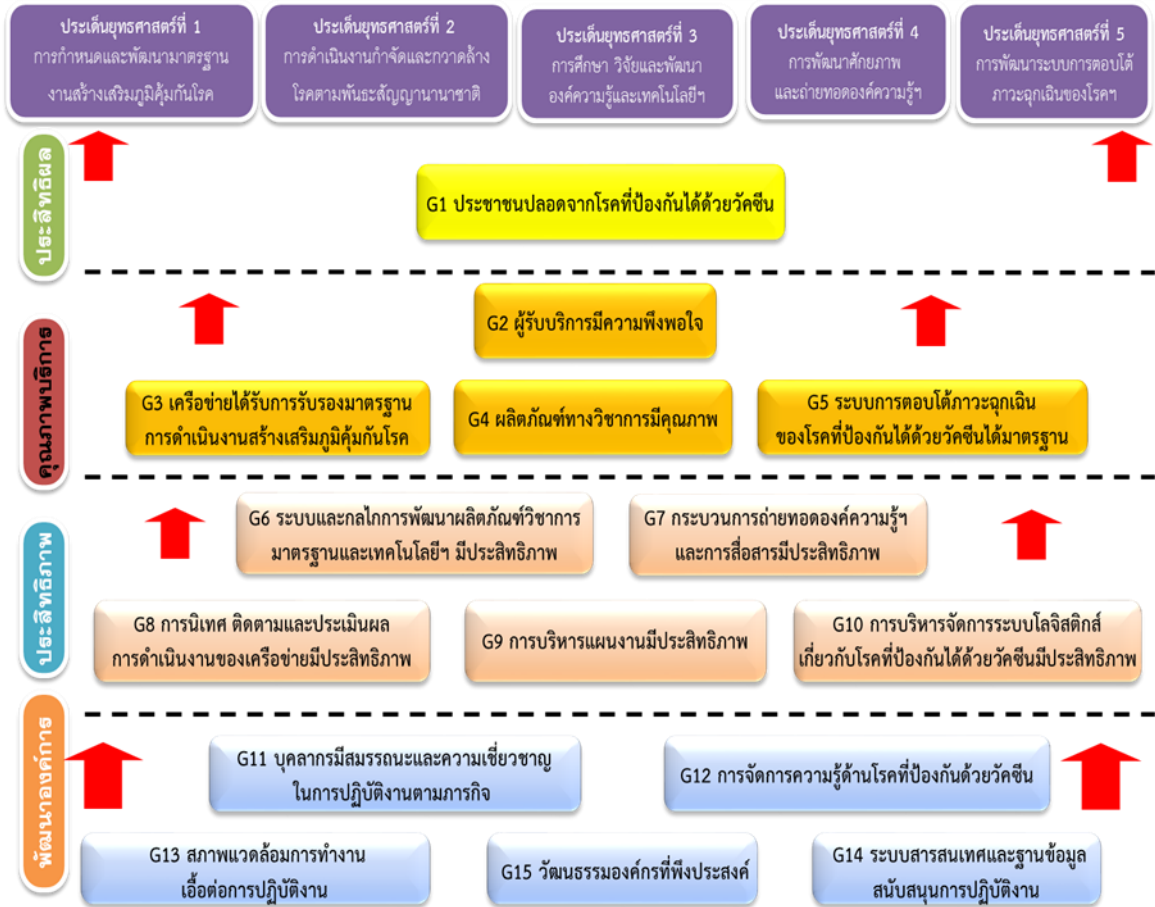 ประเด็นยุทธศาสตร์ที่ 1
การกำหนดและพัฒนามาตรฐาน
งานสร้างเสริมภูมิคุ้มกันโรค
ประเด็นยุทธศาสตร์ที่ 2
การดำเนินงานกำจัดและกวาดล้าง
โรคตามพันธะสัญญานานาชาติ
ประเด็นยุทธศาสตร์ที่ 3
การศึกษา วิจัยและพัฒนา
องค์ความรู้และเทคโนโลยีฯ
ประเด็นยุทธศาสตร์ที่ 4
การพัฒนาศักยภาพ
และถ่ายทอดองค์ความรู้ฯ
ประเด็นยุทธศาสตร์ที่ 5
การพัฒนาระบบการตอบโต้
ภาวะฉุกเฉินของโรคฯ
ประสิทธิผล
G1 ประชาชนปลอดจากโรคที่ป้องกันได้ด้วยวัคซีน
คุณภาพบริการ
G2 ผู้รับบริการมีความพึงพอใจ
G3 เครือข่ายได้รับการรับรองมาตรฐาน
การดำเนินงานสร้างเสริมภูมิคุ้มกันโรค
G4 ผลิตภัณฑ์ทางวิชาการมีคุณภาพ
G5 ระบบการตอบโต้ภาวะฉุกเฉิน
ของโรคที่ป้องกันได้ด้วยวัคซีนได้มาตรฐาน
ประสิทธิภาพ
G6 ระบบและกลไกการพัฒนาผลิตภัณฑ์วิชาการ
มาตรฐานและเทคโนโลยีฯ มีประสิทธิภาพ
G7 กระบวนการถ่ายทอดองค์ความรู้ฯ
และการสื่อสารมีประสิทธิภาพ
G8 การนิเทศ ติดตามและประเมินผล
การดำเนินงานของเครือข่ายมีประสิทธิภาพ
G9 การบริหารแผนงานมีประสิทธิภาพ
G10 การบริหารจัดการระบบโลจิสติกส์
เกี่ยวกับโรคที่ป้องกันได้ด้วยวัคซีนมีประสิทธิภาพ
พัฒนาองค์การ
G11 บุคลากรมีสมรรถนะและความเชี่ยวชาญ
ในการปฏิบัติงานตามภารกิจ
G12 การจัดการความรู้ด้านโรคที่ป้องกันด้วยวัคซีน
G13 สภาพแวดล้อมการทำงาน
เอื้อต่อการปฏิบัติงาน
G15 วัฒนธรรมองค์กรที่พึงประสงค์
G14 ระบบสารสนเทศและฐานข้อมูล
สนับสนุนการปฏิบัติงาน